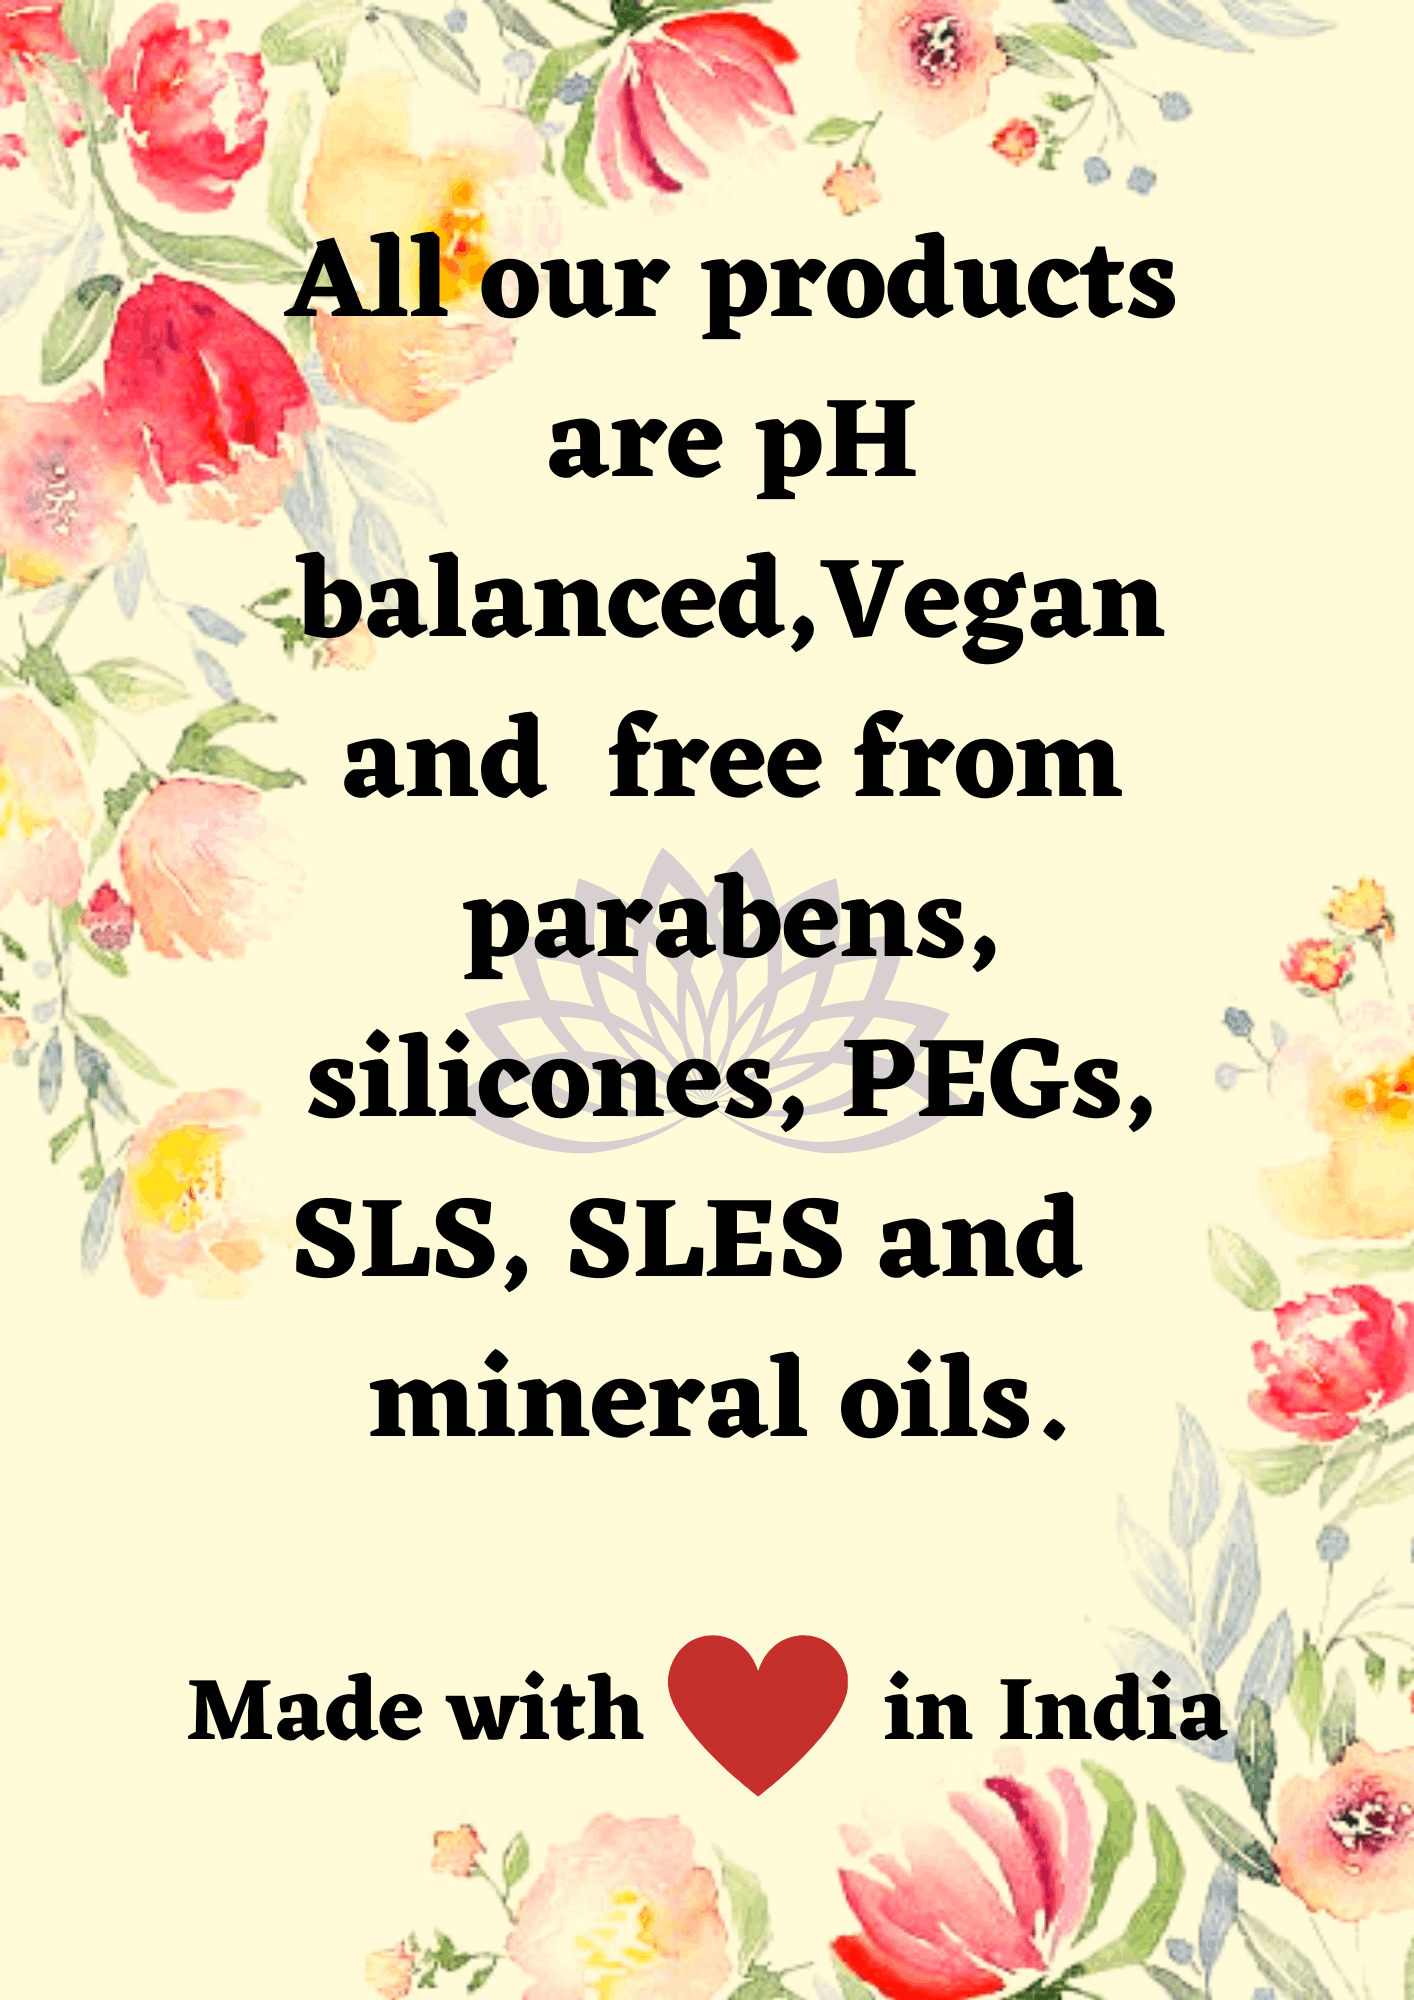 All our products
are pH
balanced,Vegan
and  free from
parabens,
silicones, PEGs,
SLS, SLES and
mineral oils.
Made with ❤ in India